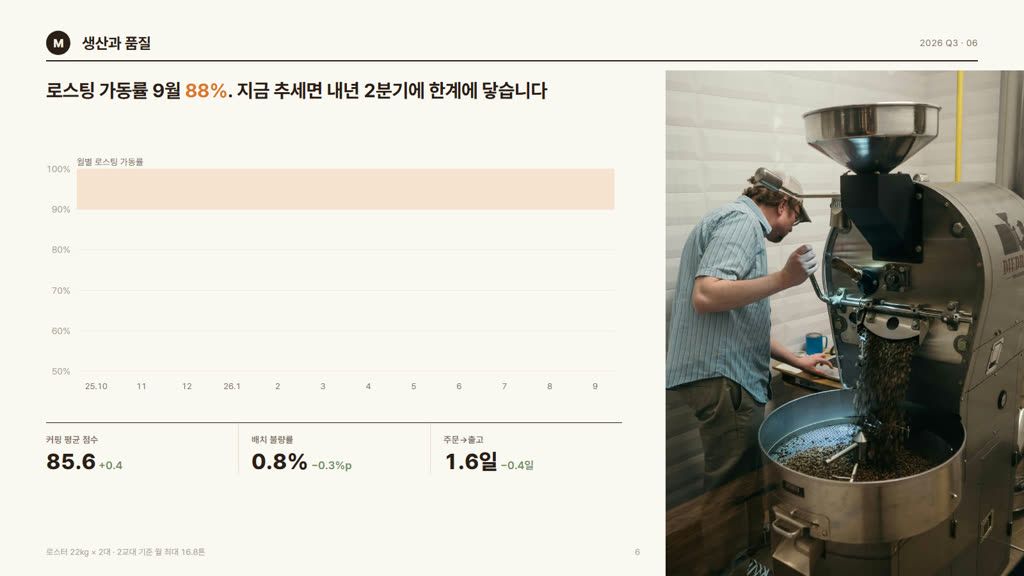 M 생산과 품질
2026 Q3 · 06
로스팅 가동률 9월 88%. 지금 추세면 내년 2분기에 한계에 닿습니다
월별 로스팅 가동률
100%
90%
80%
70%
60%
50%
25.10 11 12 26.1 2 3 4 5 6 7 8 9
커핑 평균 점수
85.6 +0.4
배치 불량률
0.8% −0.3%p
주문→출고
1.6일 −0.4일
로스터 22kg × 2대 · 2교대 기준 월 최대 16.8톤
6